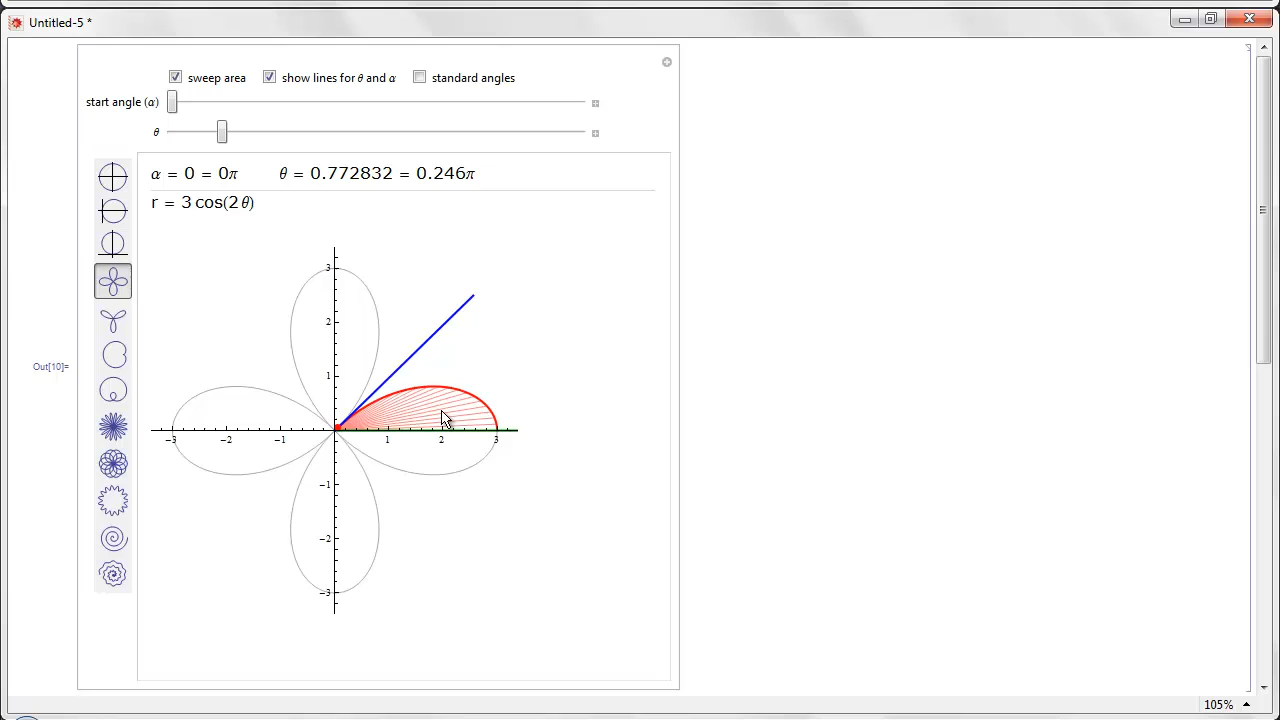 Untitled-5 *
sweep area show lines for θ and α standard angles
start angle (α)
θ
α = 0 = 0π θ = 0.772832 = 0.246π
r = 3 cos(2 θ)
Out[10]=
3
2
1
-3 -2 -1 1 2 3
-1
-2
-3
105%